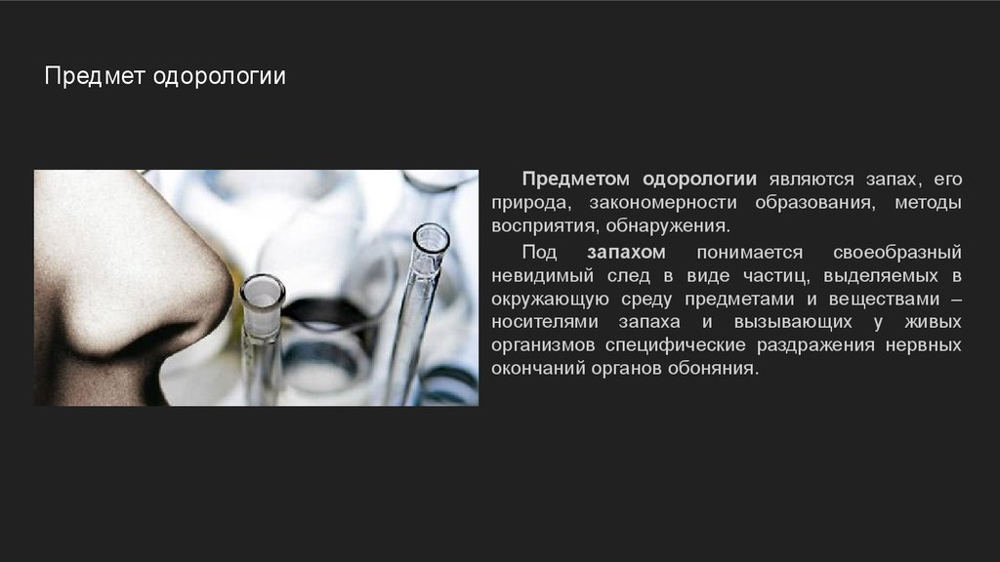 Предмет одорологии
Предметом одорологии являются запах, его
природа, закономерности образования, методы
восприятия, обнаружения.
Под запахом понимается своеобразный
невидимый след в виде частиц, выделяемых в
окружающую среду предметами и веществами –
носителями запаха и вызывающих у живых
организмов специфические раздражения нервных
окончаний органов обоняния.